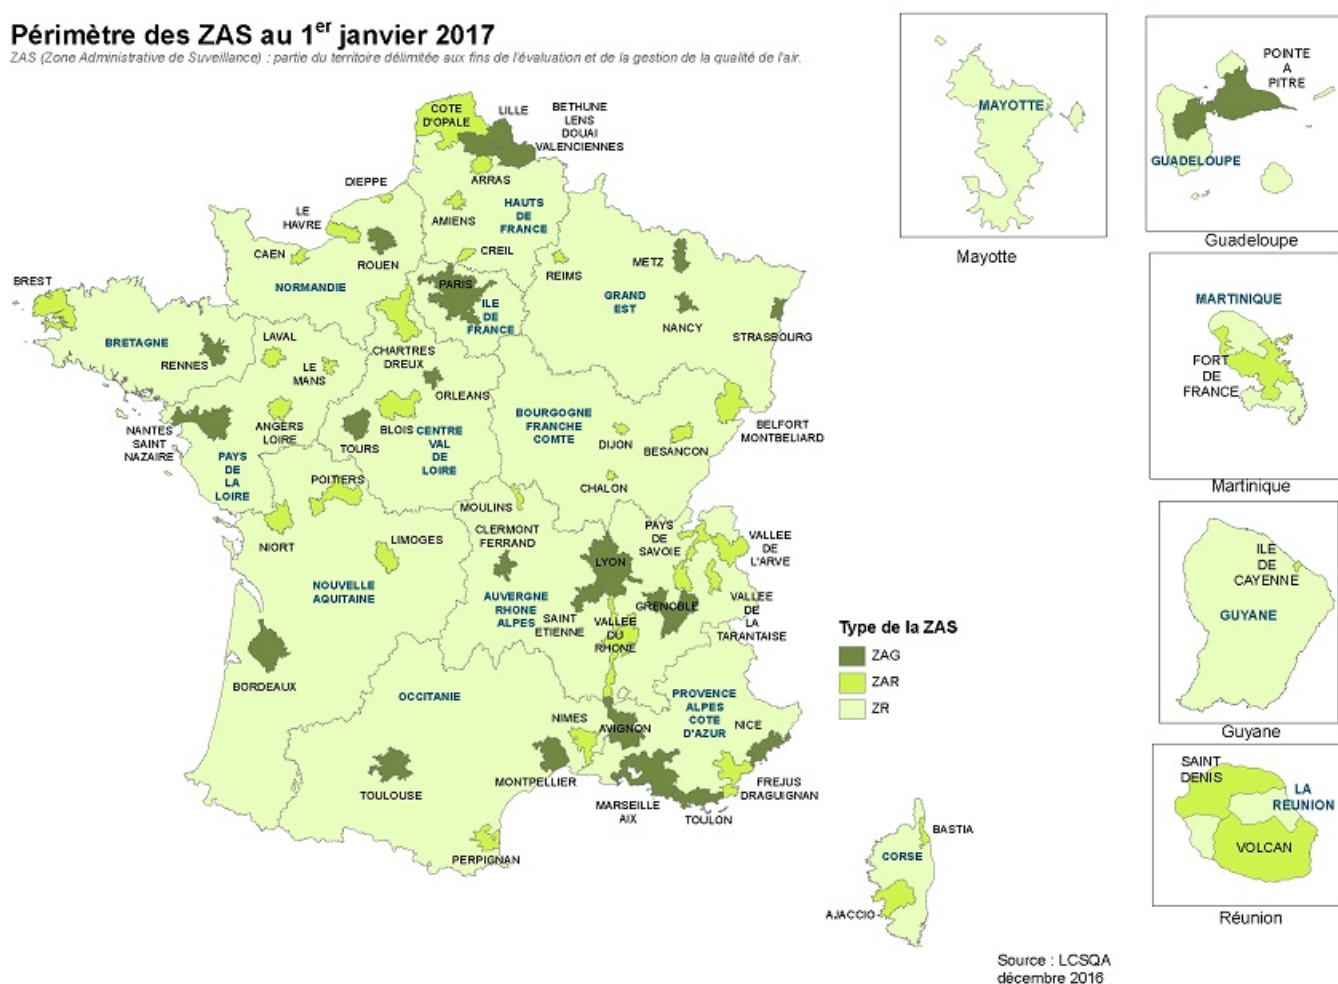 Périmètre des ZAS au 1er janvier 2017
ZAS (Zone Administrative de Suveillance) : partie du territoire délimitée aux fins de l'évaluation et de la gestion de la qualité de l'air.
COTE
D'OPALE
LILLE
BETHUNE
LENS
DOUAI
VALENCIENNES
ARRAS
DIEPPE
LE
HAVRE
AMIENS
HAUTS
DE
FRANCE
CAEN
ROUEN
CREIL
REIMS
METZ
BREST
NORMANDIE
PARIS
ILE
DE
FRANCE
GRAND
EST
NANCY
STRASBOURG
BRETAGNE
RENNES
LAVAL
LE
MANS
CHARTRES
DREUX
ORLEANS
NANTES
SAINT
NAZAIRE
ANGERS
LOIRE
TOURS
BLOIS
CENTRE
VAL
DE
LOIRE
BOURGOGNE
FRANCHE
COMTE
DIJON
BESANCON
BELFORT
MONTBELIARD
PAYS
DE
LA
LOIRE
POITIERS
CHALON
MOULINS
NIORT
LIMOGES
CLERMONT
FERRAND
PAYS
DE
SAVOIE
VALLEE
DE
L'ARVE
LYON
NOUVELLE
AQUITAINE
AUVERGNE
RHONE
ALPES
SAINT
ETIENNE
VALLEE
DU
RHONE
GRENOBLE
VALLEE
DE
LA
TARANTAISE
BORDEAUX
OCCITANIE
PROVENCE
ALPES
COTE
D'AZUR
NIMES
AVIGNON
NICE
TOULOUSE
MONTPELLIER
MARSEILLE
AIX
TOULON
FREJUS
DRAGUIGNAN
PERPIGNAN
BASTIA
CORSE
AJACCIO
Type de la ZAS
ZAG
ZAR
ZR
MAYOTTE
Mayotte
POINTE
A
PITRE
GUADELOUPE
Guadeloupe
MARTINIQUE
FORT
DE
FRANCE
Martinique
ILE
DE
CAYENNE
GUYANE
Guyane
SAINT
DENIS
LA
REUNION
VOLCAN
Réunion
Source : LCSQA
décembre 2016